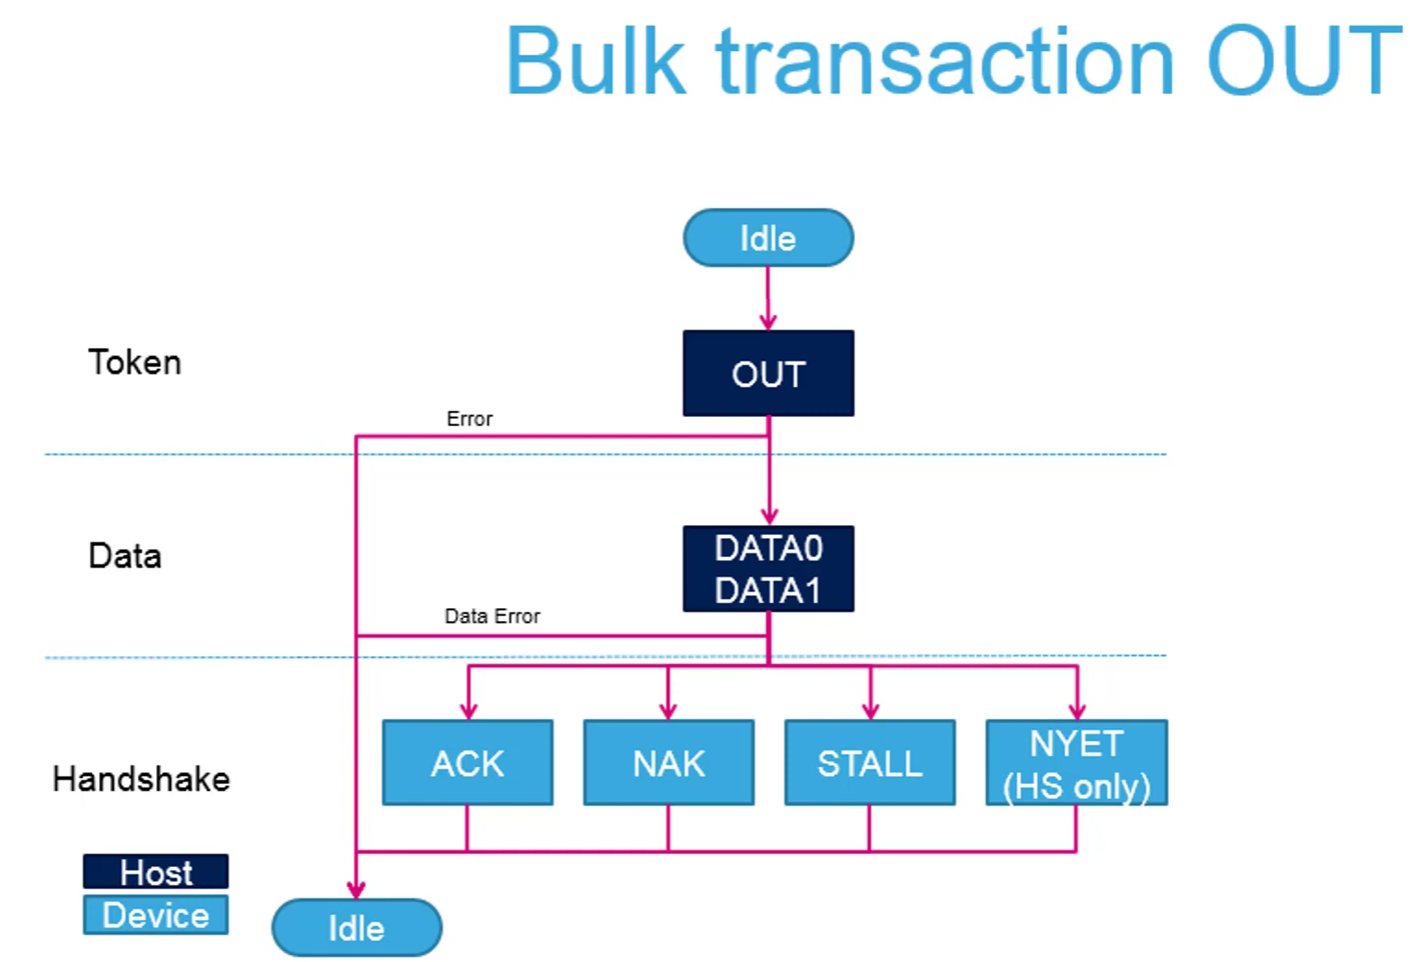 Bulk transaction OUT
Idle
Token
OUT
Error
Data
DATA0
DATA1
Data Error
Handshake
ACK
NAK
STALL
NYET
(HS only)
Host
Device
Idle